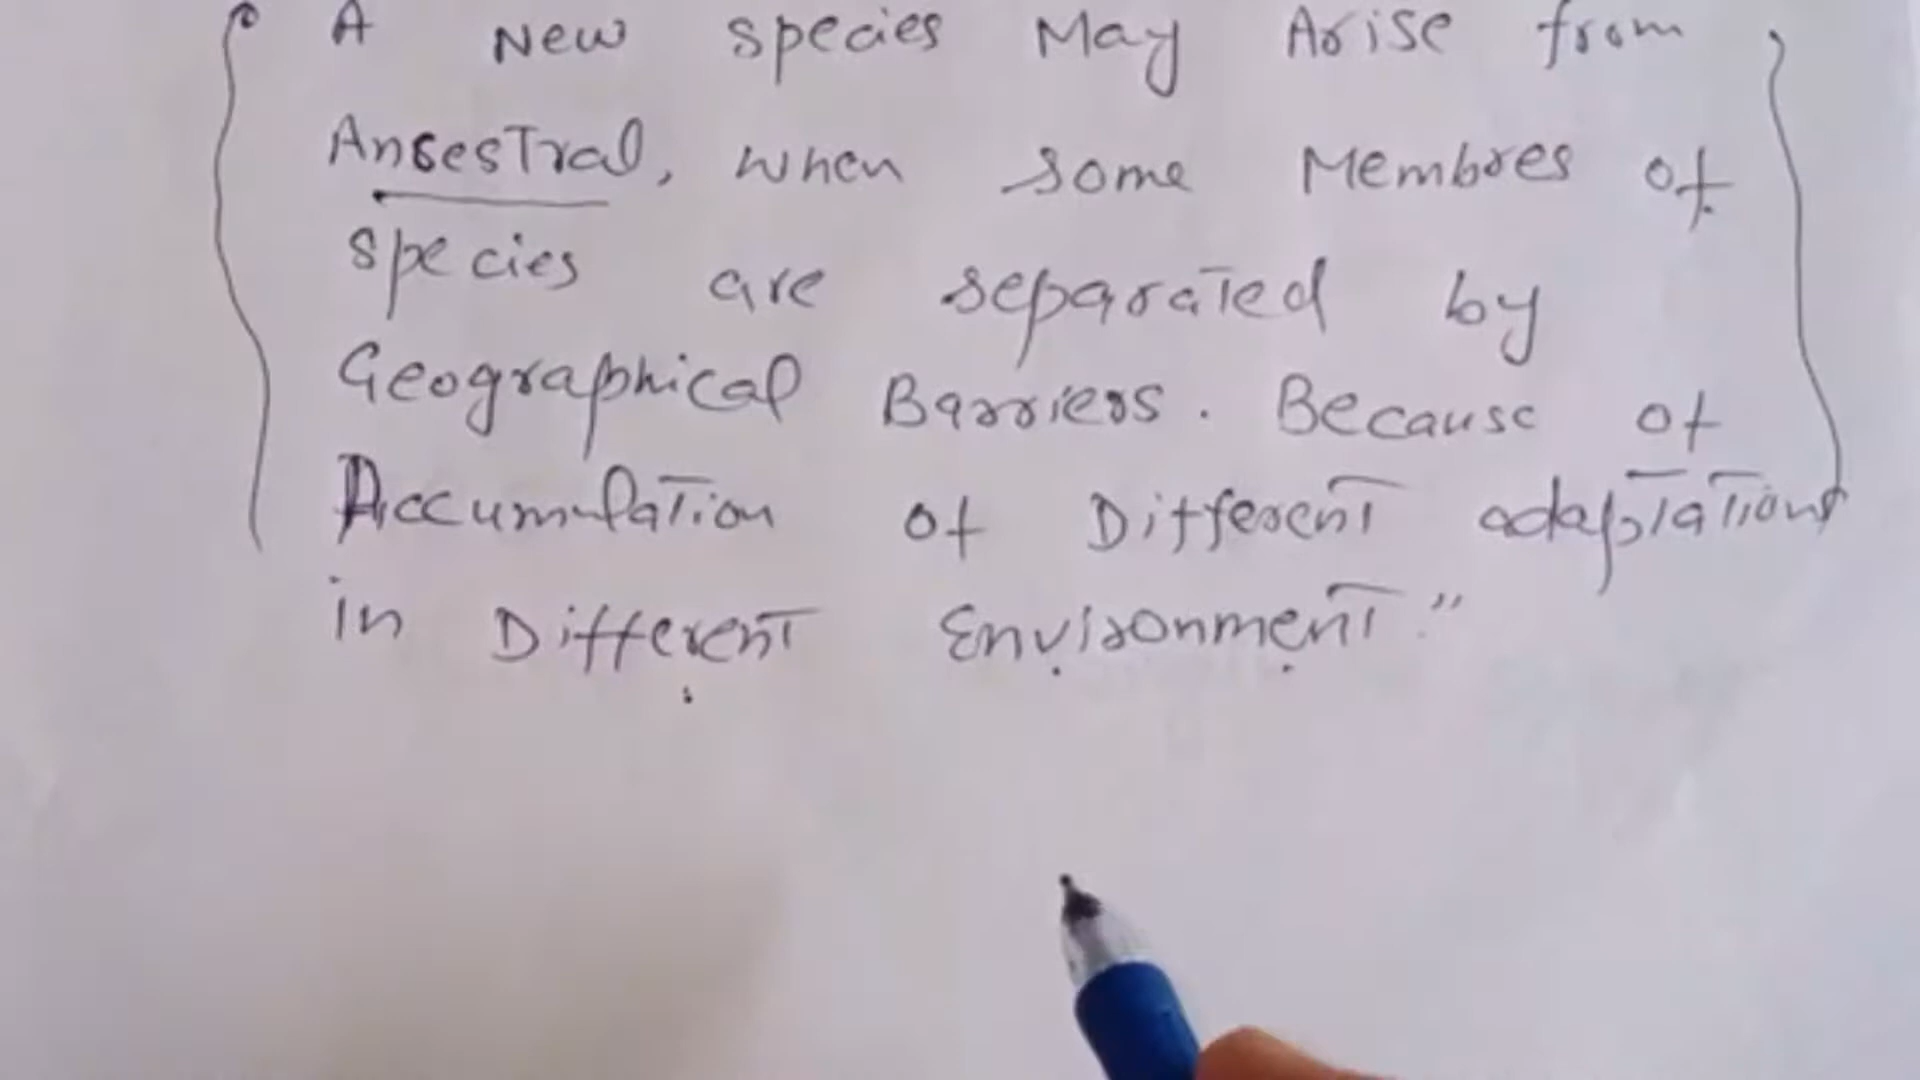 A New species May Arise from
Ansestral, when some Membres of
species are separated by
Geographical Barriers. Because of
Accumulation of Different adaptations
in Different Environment."